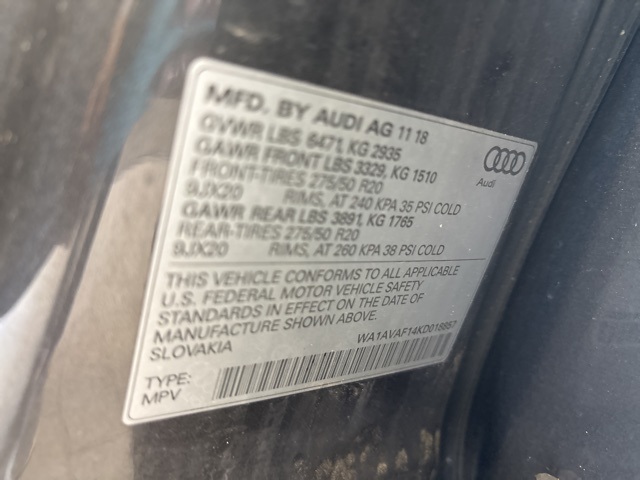 MFD. BY AUDI AG 11 18
GVWR LBS 6471, KG 2935
GAWR FRONT LBS 3329, KG 1510
FRONT-TIRES 275/50 R20
9JX20 RIMS, AT 240 KPA 35 PSI COLD
GAWR REAR LBS 3891, KG 1765
REAR-TIRES 275/50 R20
9JX20 RIMS, AT 260 KPA 38 PSI COLD
Audi
THIS VEHICLE CONFORMS TO ALL APPLICABLE
U.S. FEDERAL MOTOR VEHICLE SAFETY
STANDARDS IN EFFECT ON THE DATE OF
MANUFACTURE SHOWN ABOVE.
SLOVAKIA
TYPE:
MPV